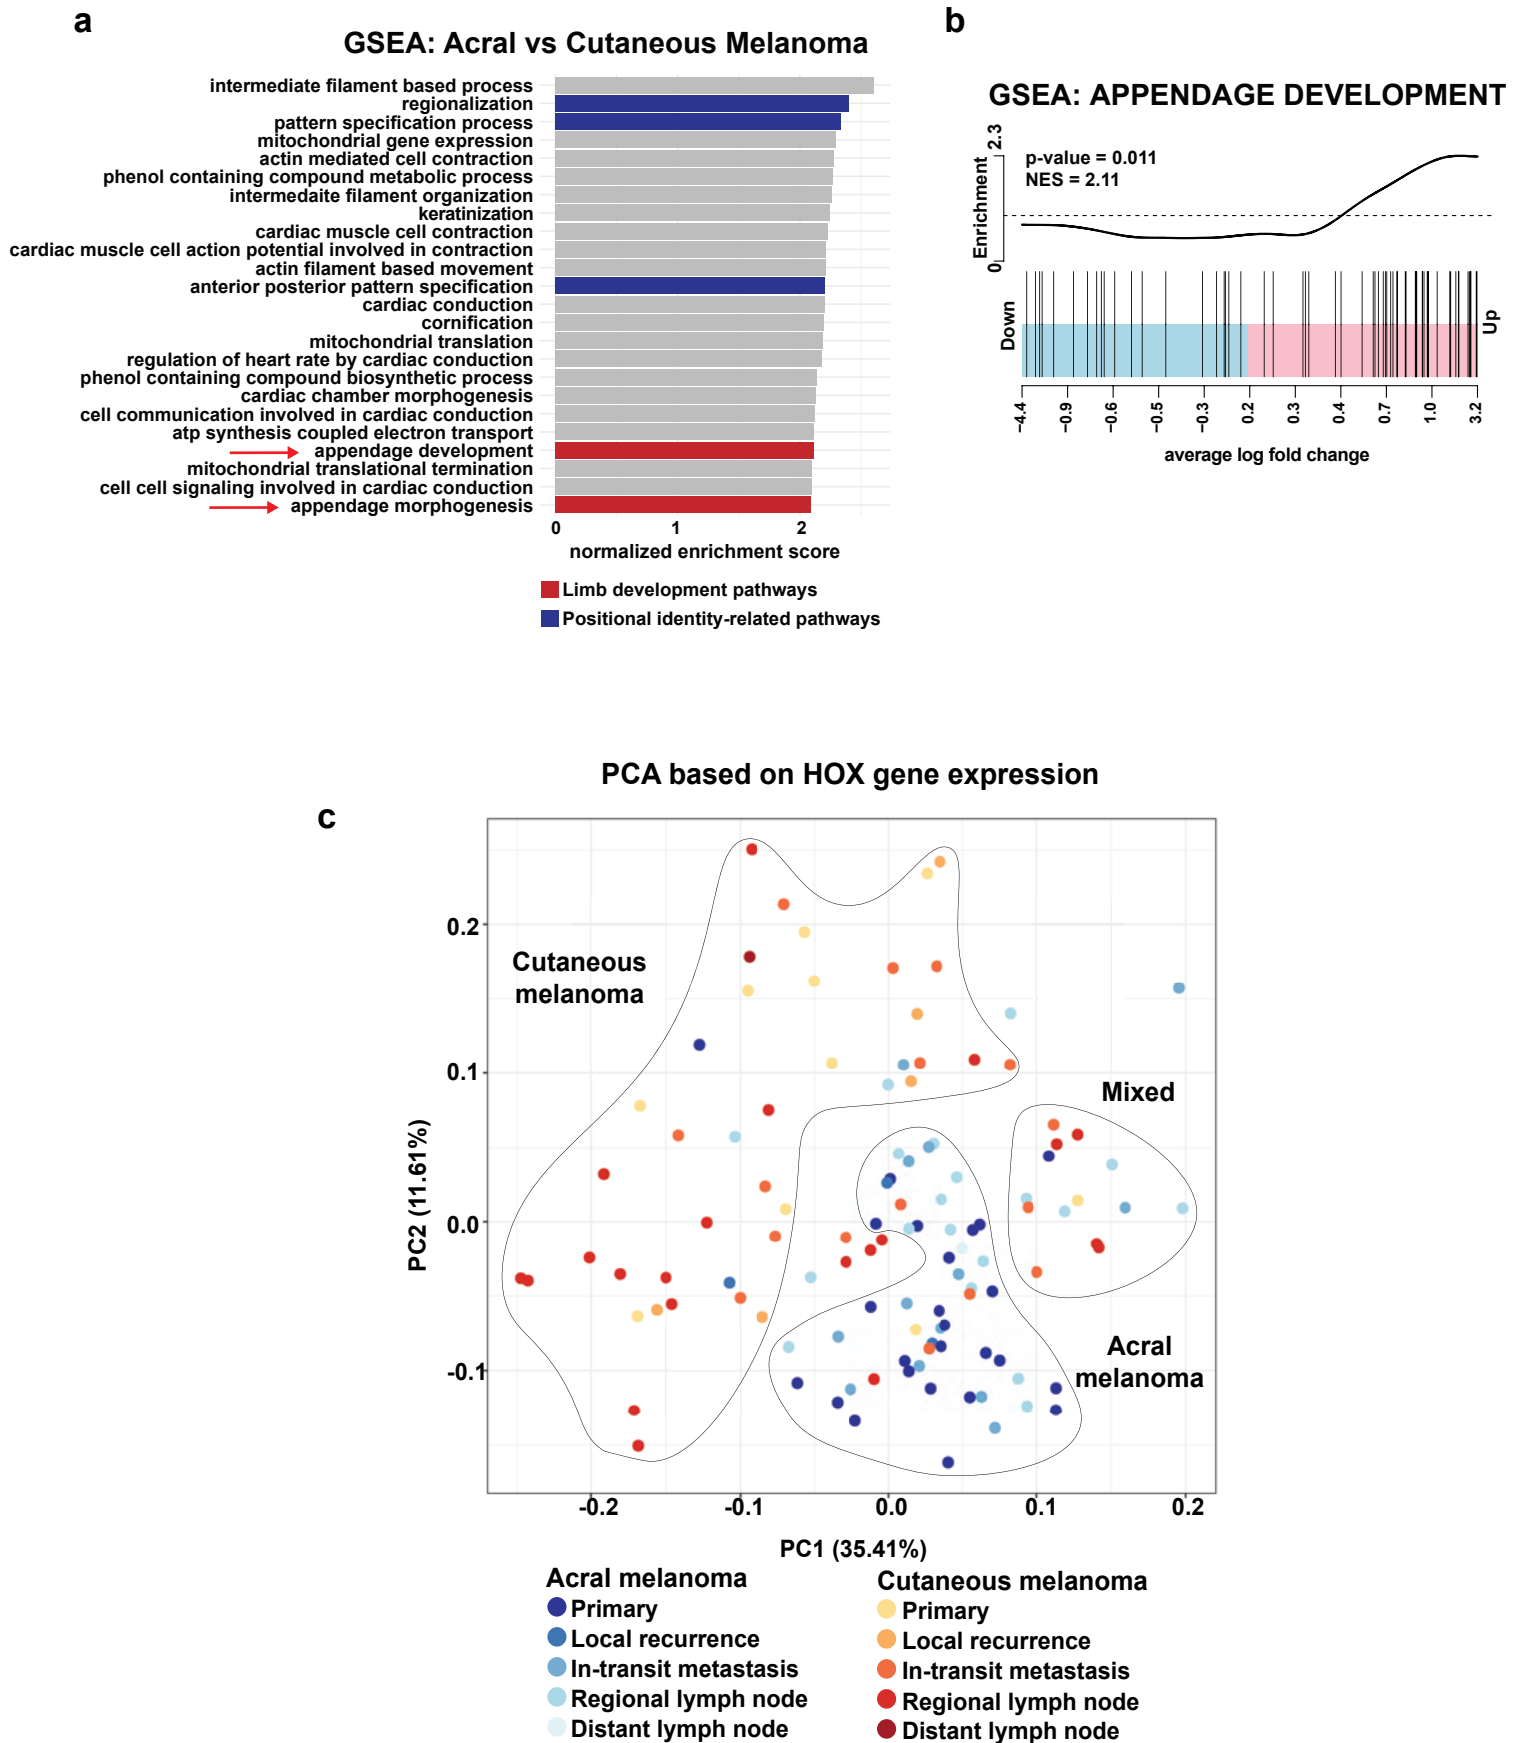 a
GSEA: Acral vs Cutaneous Melanoma
intermediate filament based process
regionalization
pattern specification process
mitochondrial gene expression
actin mediated cell contraction
phenol containing compound metabolic process
intermedaite filament organization
keratinization
cardiac muscle cell contraction
cardiac muscle cell action potential involved in contraction
actin filament based movement
anterior posterior pattern specification
cardiac conduction
cornification
mitochondrial translation
regulation of heart rate by cardiac conduction
phenol containing compound biosynthetic process
cardiac chamber morphogenesis
cell communication involved in cardiac conduction
atp synthesis coupled electron transport
appendage development
mitochondrial translational termination
cell cell signaling involved in cardiac conduction
appendage morphogenesis
0 1 2
normalized enrichment score
Limb development pathways
Positional identity-related pathways
b
GSEA: APPENDAGE DEVELOPMENT
Enrichment
0 2.3
p-value = 0.011
NES = 2.11
Down
Up
−4.4 −0.9 −0.6 −0.5 −0.3 0.2 0.3 0.4 0.7 1.0 3.2
average log fold change
c
PCA based on HOX gene expression
PC2 (11.61%)
0.2
0.1
0.0
-0.1
Cutaneous
melanoma
Mixed
Acral
melanoma
-0.2 -0.1 0.0 0.1 0.2
PC1 (35.41%)
Acral melanoma
Primary
Local recurrence
In-transit metastasis
Regional lymph node
Distant lymph node
Cutaneous melanoma
Primary
Local recurrence
In-transit metastasis
Regional lymph node
Distant lymph node